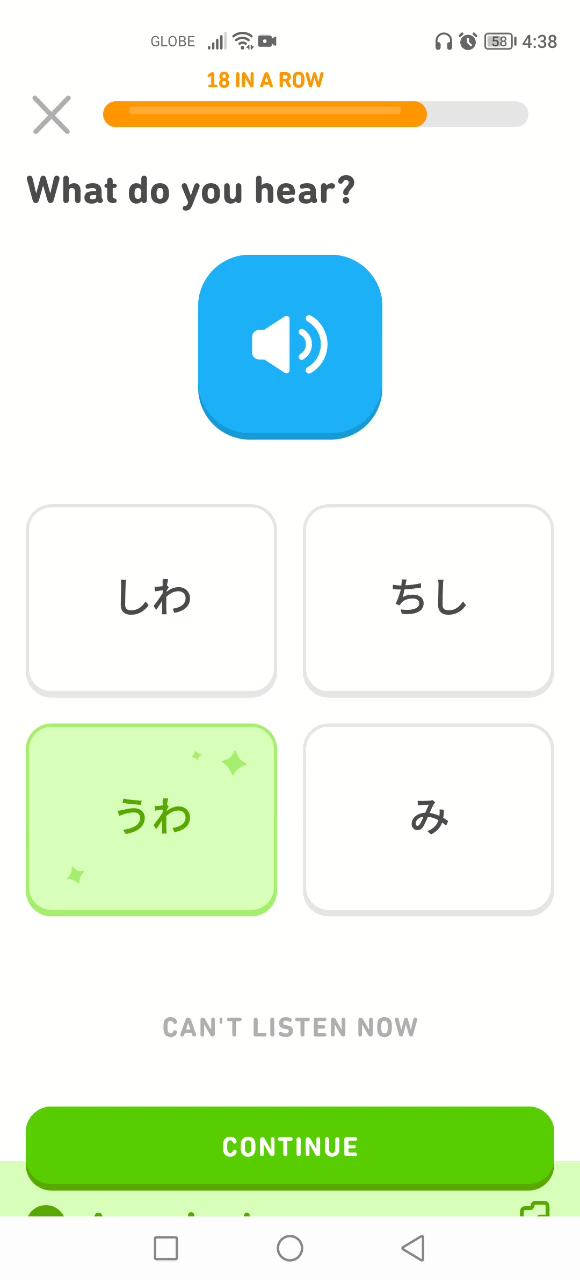 GLOBE 58 4:38
18 IN A ROW
What do you hear?
しわ ちし
うわ み
CAN'T LISTEN NOW
CONTINUE